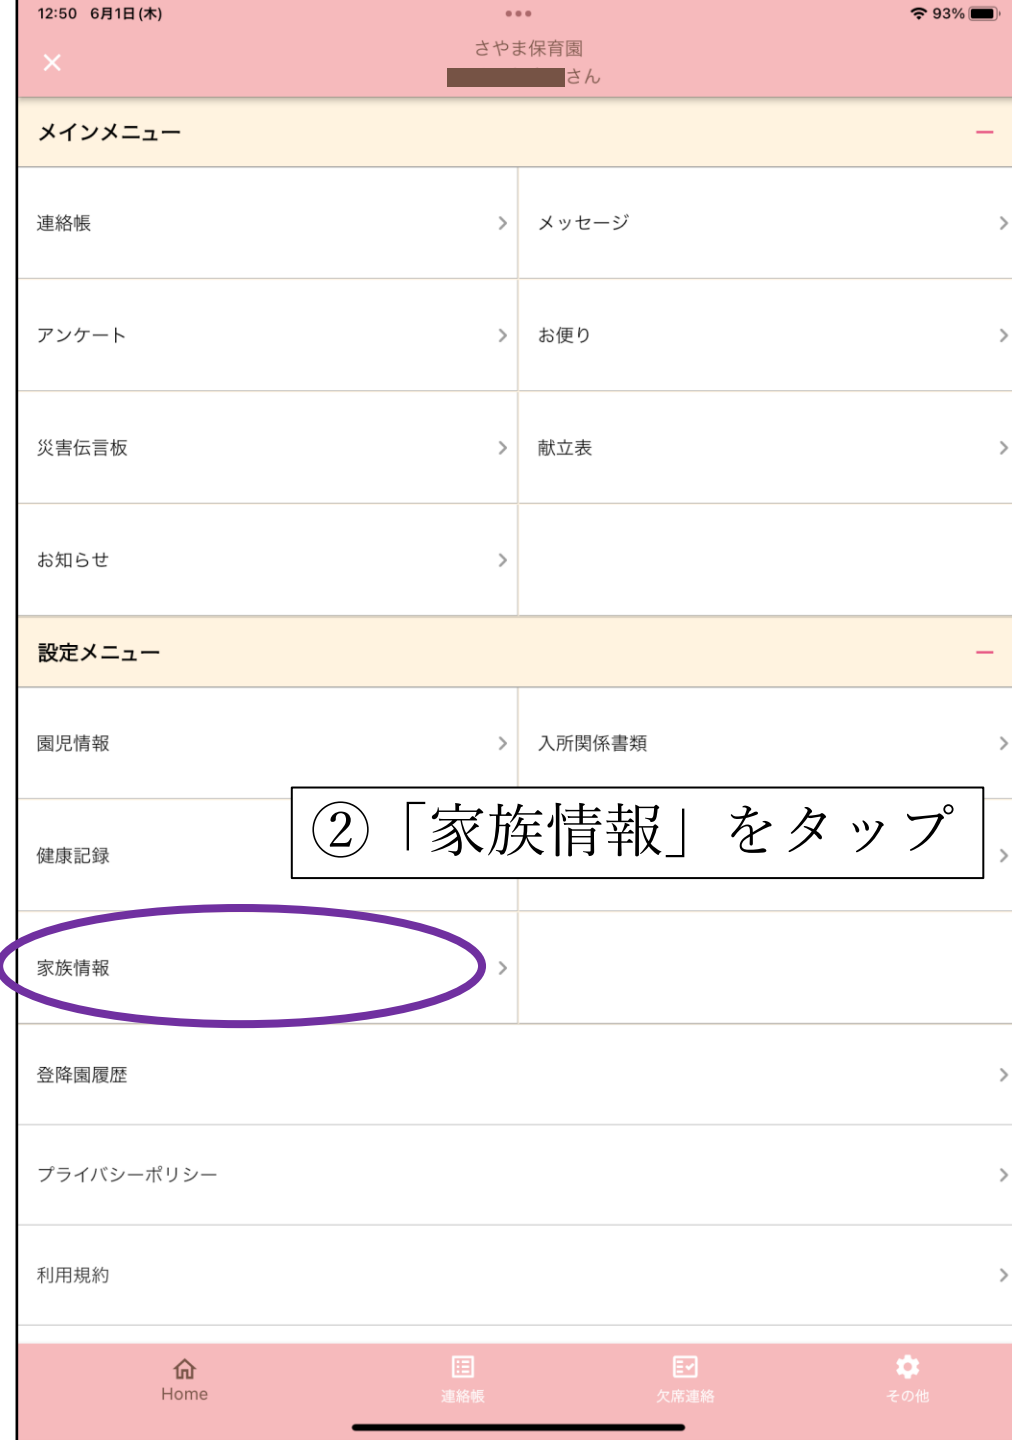 12:50 6月1日(木) 93%
さやま保育園
さん
メインメニュー
連絡帳 メッセージ
アンケート お便り
災害伝言板 献立表
お知らせ
設定メニュー
園児情報 入所関係書類
②「家族情報」をタップ
健康記録
家族情報
登降園履歴
プライバシーポリシー
利用規約
Home 連絡帳 欠席連絡 その他